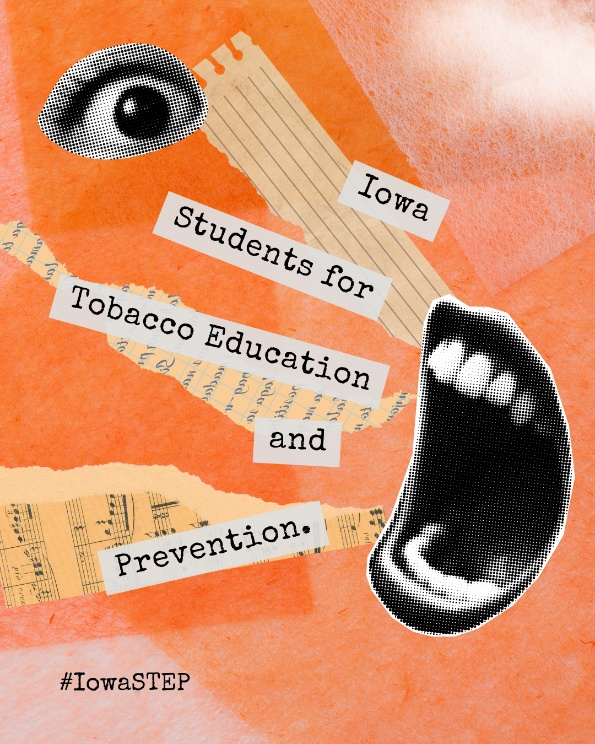 Iowa
Students for
Tobacco Education
and
Prevention.
#IowaSTEP